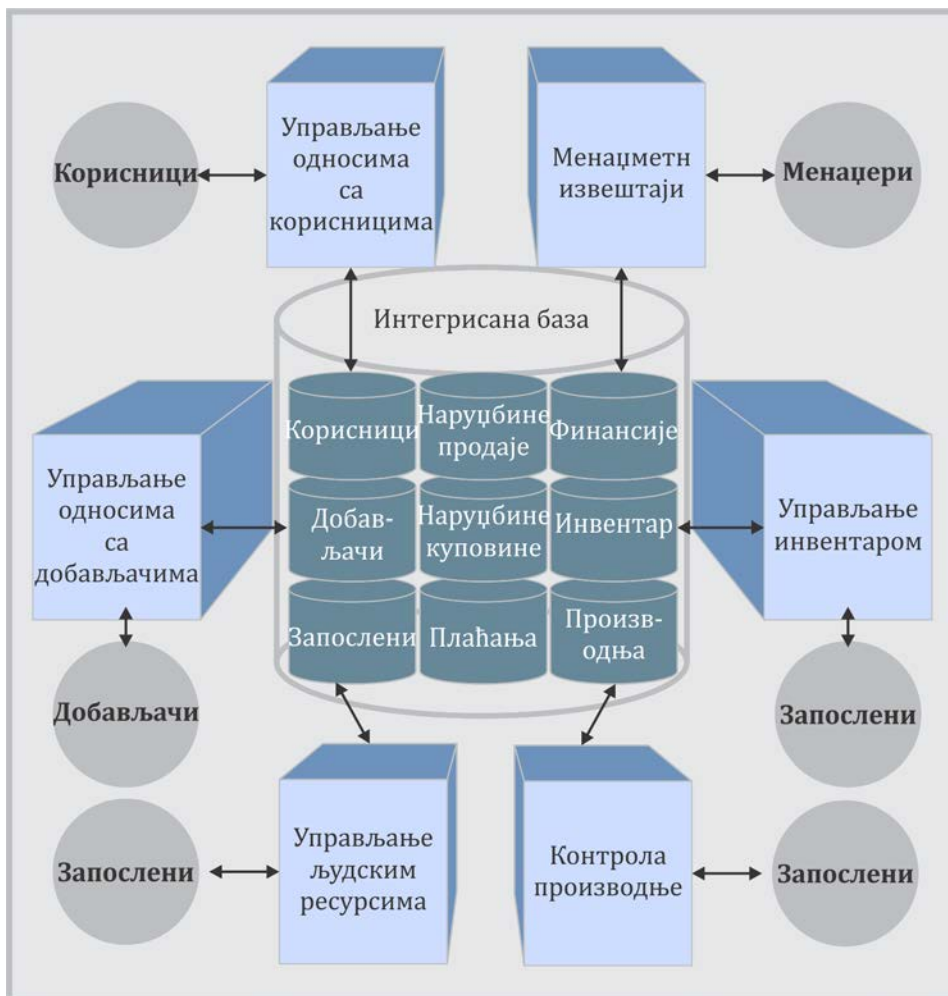 Управљање
односима
са
корисницима
Менаџметн
извештаји
Корисници
Менаџери
Интегрисана база
Корисници
Наруџбине
продаје
Финансије
Управљање
односима
са
добављачима
Добав-
љачи
Наруџбине
куповине
Инвентар
Управљање
инвентаром
Запослени
Плаћања
Произв-
одња
Добављачи
Запослени
Запослени
Управљање
људским
ресурсима
Контрола
производње
Запослени